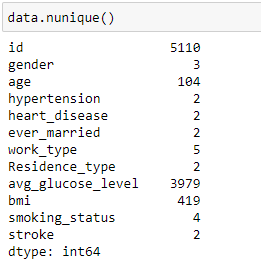 data.nunique()
id 5110
gender 3
age 104
hypertension 2
heart_disease 2
ever_married 2
work_type 5
Residence_type 2
avg_glucose_level 3979
bmi 419
smoking_status 4
stroke 2
dtype: int64